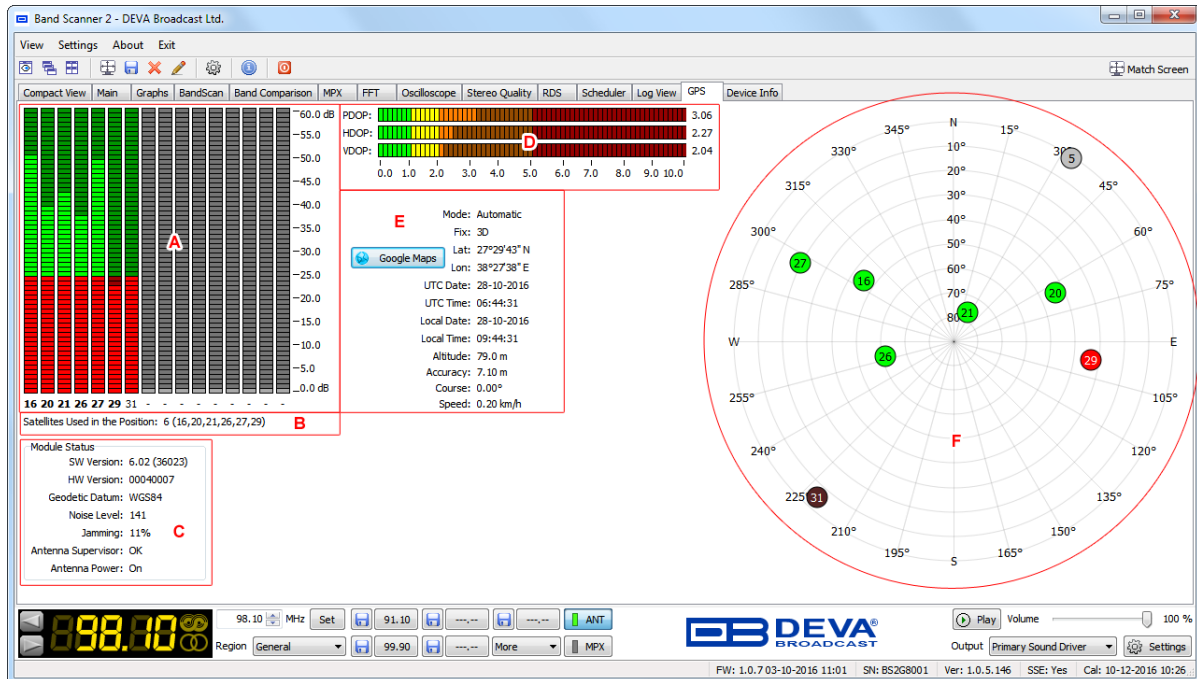 Band Scanner 2 - DEVA Broadcast Ltd.
View Settings About Exit
Match Screen
Compact View Main Graphs BandScan Band Comparison MPX FFT Oscilloscope Stereo Quality RDS Scheduler Log View GPS Device Info
60.0 dB
55.0
50.0
45.0
40.0
35.0
30.0
25.0
20.0
15.0
10.0
5.0
0.0 dB
A
16 20 21 26 27 29 31 - - - - - - - - -
Satellites Used in the Position: 6 (16,20,21,26,27,29)
B
Module Status
SW Version: 6.02 (36023)
HW Version: 00040007
Geodetic Datum: WGS84
Noise Level: 141
Jamming: 11%
C
Antenna Supervisor: OK
Antenna Power: On
PDOP: 3.06
HDOP: 2.27
D
VDOP: 2.04
0.0 1.0 2.0 3.0 4.0 5.0 6.0 7.0 8.0 9.0 10.0
E
Google Maps
Mode: Automatic
Fix: 3D
Lat: 27°29'43" N
Lon: 38°27'38" E
UTC Date: 28-10-2016
UTC Time: 06:44:31
Local Date: 28-10-2016
Local Time: 09:44:31
Altitude: 79.0 m
Accuracy: 7.10 m
Course: 0.00°
Speed: 0.20 km/h
N
345° 15°
10°
330° 5
20°
315° 45°
30°
40°
300° 60°
50°
27
60°
16
285° 75°
70° 20
21
W E
26
29
255° 105°
F
240° 120°
225° 31 135°
210° 150°
195° 165°
S
98.10
98.10 MHz Set 91.10 ---.-- ---.-- ANT
Region General 99.90 ---.-- More MPX
DEVA®
BROADCAST
Play Volume 100 %
Output Primary Sound Driver Settings
FW: 1.0.7 03-10-2016 11:01 SN: BS2G8001 Ver: 1.0.5.146 SSE: Yes Cal: 10-12-2016 10:26